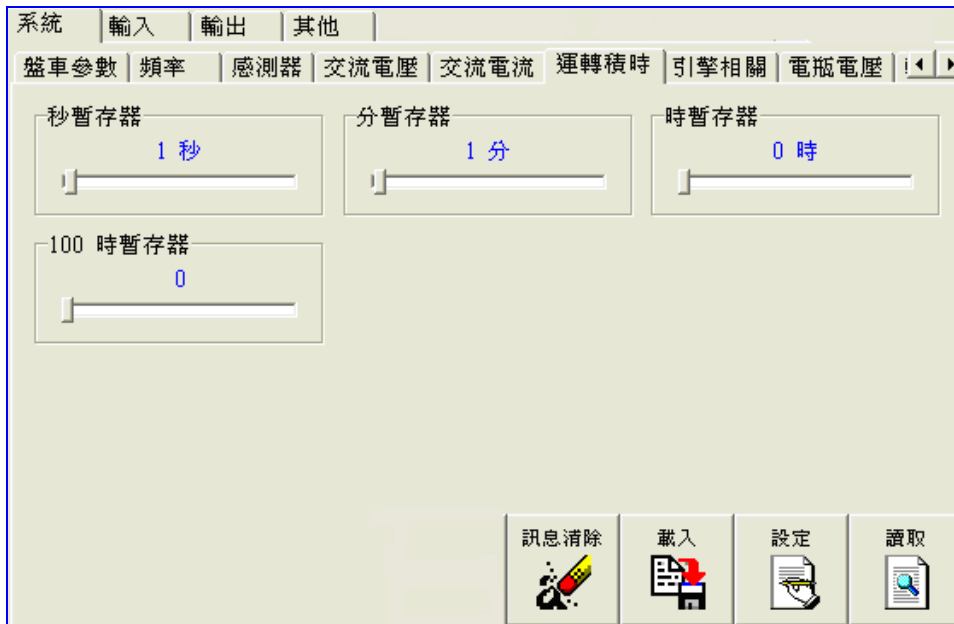 系統 輸入 輸出 其他
盤車參數 頻率 感測器 交流電壓 交流電流 運轉積時 引擎相關 電瓶電壓
秒暫存器 分暫存器 時暫存器
1 秒 1 分 0 時
100 時暫存器
0
訊息清除 載入 設定 讀取